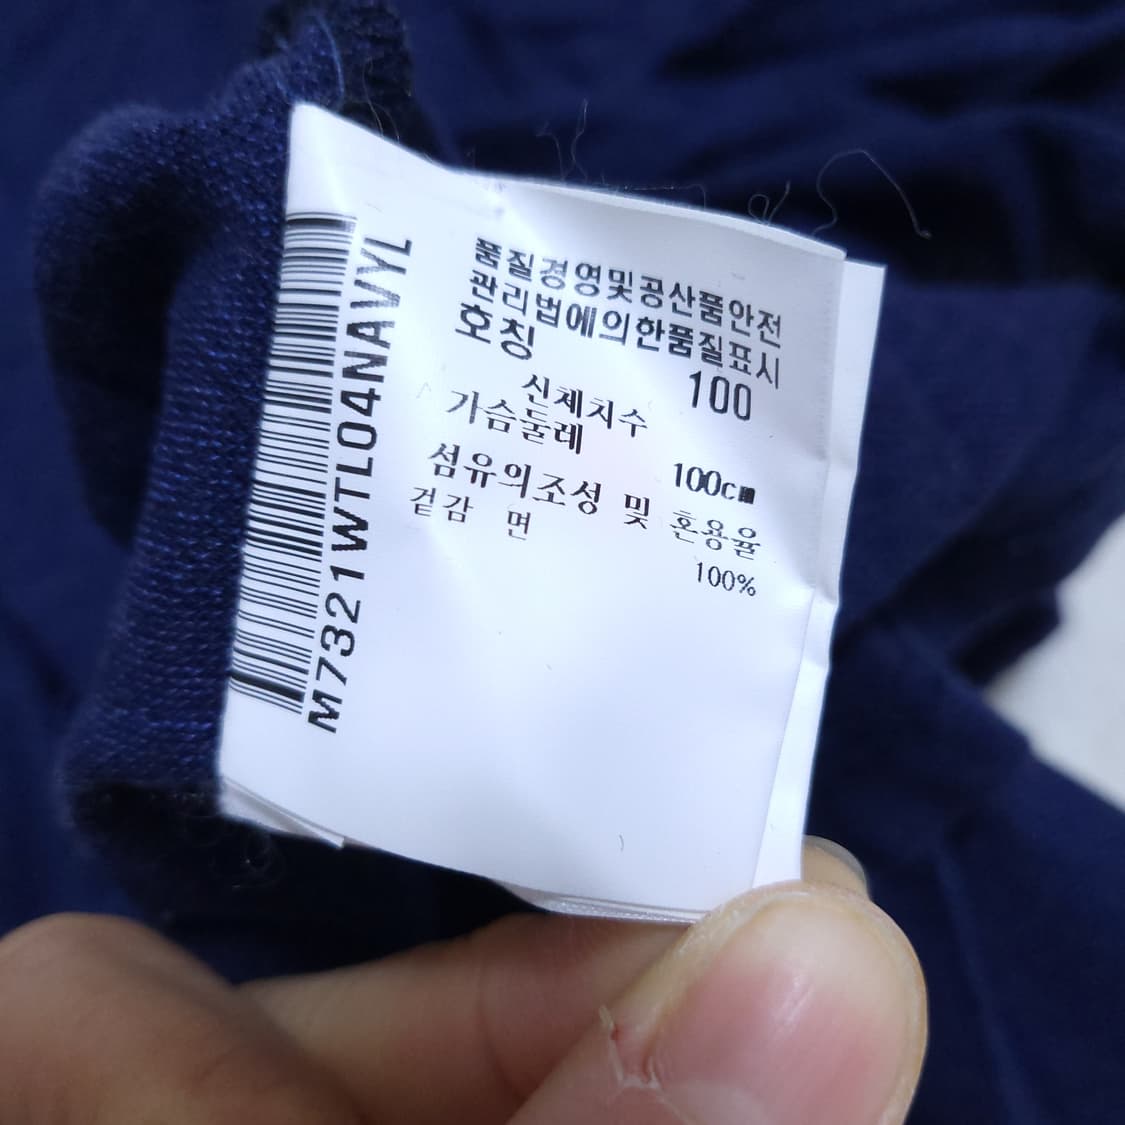 M7321WTL04NAVYL
품질경영및공산품안전
관리법에의한품질표시
호칭 100
신체치수
가슴둘레 100cm
섬유의조성 및 혼용율
겉감 면 100%